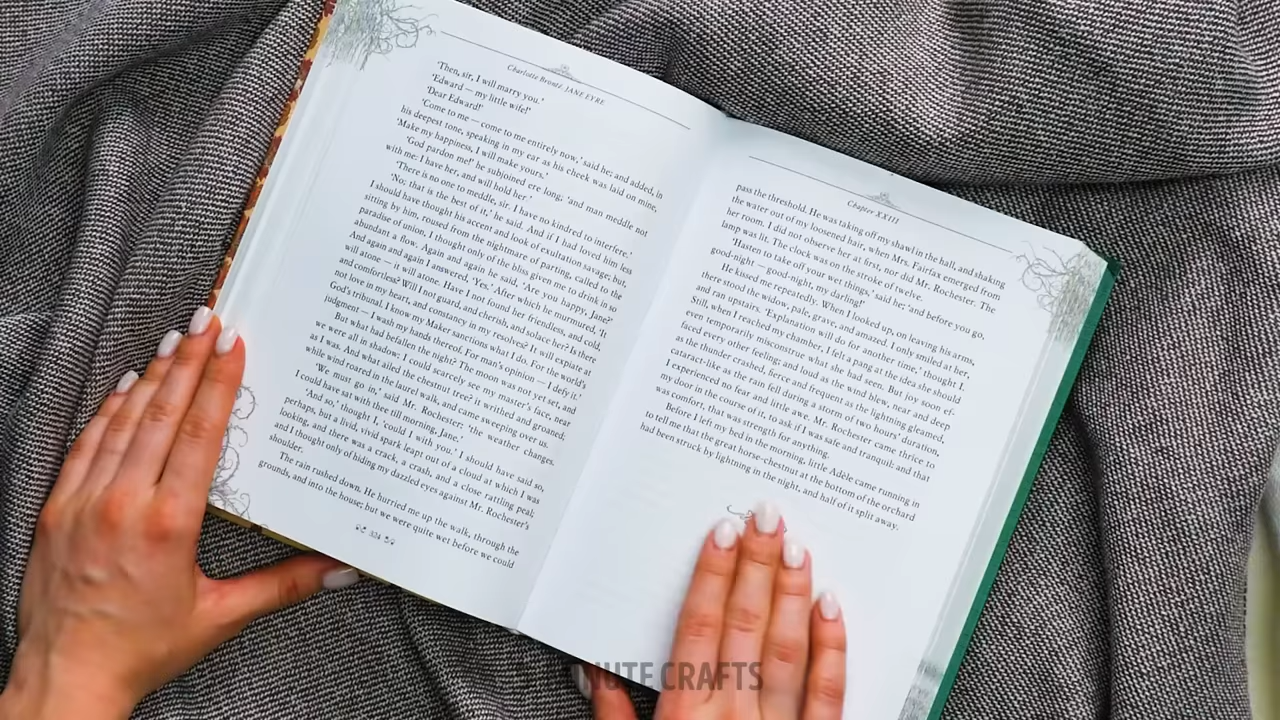 Charlotte Brontë, JANE EYRE
'Then, sir, I will marry you.'
'Edward — my little wife!'
'Dear Edward!'
'Come to me — come to me entirely now,' said he; and added, in
his deepest tone, speaking in my ear as his cheek was laid on mine,
'Make my happiness, I will make yours.'
'God pardon me!' he subjoined ere long; 'and man meddle not
with me: I have her, and will hold her.'
'There is no one to meddle, sir. I have no kindred to interfere.'
'No; that is the best of it,' he said. And if I had loved him less
I should have thought his accent and look of exultation savage; but,
sitting by him, roused from the nightmare of parting, called to the
paradise of union, I thought only of the bliss given me to drink in so
abundant a flow. Again and again he said, 'Are you happy, Jane?'
And again and again I answered, 'Yes.' After which he murmured, 'It
will atone — it will atone. Have I not found her friendless, and cold,
and comfortless? Will I not guard, and cherish, and solace her? Is there
not love in my heart, and constancy in my resolves? It will expiate at
God's tribunal. I know my Maker sanctions what I do. For the world's
judgment — I wash my hands thereof. For man's opinion — I defy it.'
But what had befallen the night? The moon was not yet set, and
we were all in shadow: I could scarcely see my master's face, near
as I was. And what ailed the chestnut tree? it writhed and groaned;
while wind roared in the laurel walk, and came sweeping over us.
'We must go in,' said Mr. Rochester: 'the weather changes.
I could have sat with thee till morning, Jane.'
'And so,' thought I, 'could I with you.' I should have said so,
perhaps, but a livid, vivid spark leapt out of a cloud at which I was
looking, and there was a crack, a crash, and a close rattling peal;
and I thought only of hiding my dazzled eyes against Mr. Rochester's
shoulder.
The rain rushed down. He hurried me up the walk, through the
grounds, and into the house; but we were quite wet before we could
324
Chapter XXIII
pass the threshold. He was taking off my shawl in the hall, and shaking
the water out of my loosened hair, when Mrs. Fairfax emerged from
her room. I did not observe her at first, nor did Mr. Rochester. The
lamp was lit. The clock was on the stroke of twelve.
'Hasten to take off your wet things,' said he; 'and before you go,
good-night — good-night, my darling!'
He kissed me repeatedly. When I looked up, on leaving his arms,
there stood the widow, pale, grave, and amazed. I only smiled at her,
and ran upstairs. 'Explanation will do for another time,' thought I.
Still, when I reached my chamber, I felt a pang at the idea she should
even temporarily misconstrue what she had seen. But joy soon ef-
faced every other feeling; and loud as the wind blew, near and deep
as the thunder crashed, fierce and frequent as the lightning gleamed,
cataract-like as the rain fell during a storm of two hours' duration,
I experienced no fear and little awe. Mr. Rochester came thrice to
my door in the course of it, to ask if I was safe and tranquil: and that
was comfort, that was strength for anything.
Before I left my bed in the morning, little Adèle came running in
to tell me that the great horse-chestnut at the bottom of the orchard
had been struck by lightning in the night, and half of it split away.
NUTE CRAFTS